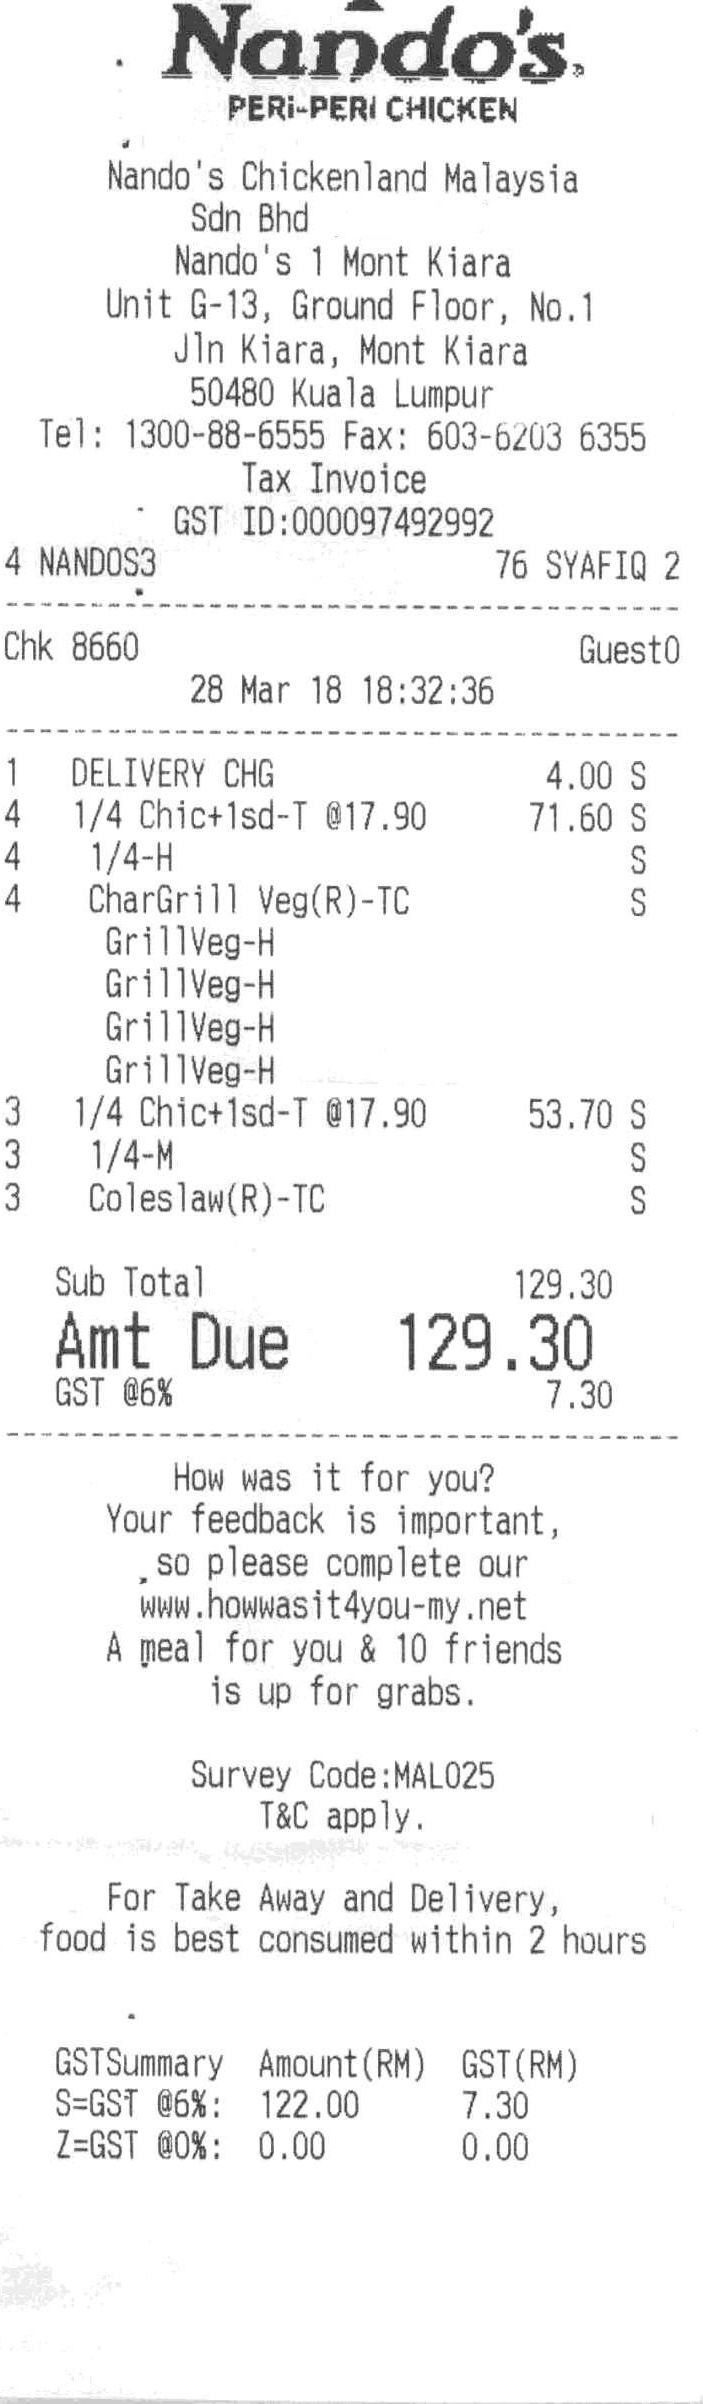 Nando's®
PERi-PERi CHICKEN
Nando's Chickenland Malaysia
Sdn Bhd
Nando's 1 Mont Kiara
Unit G-13, Ground Floor, No.1
Jln Kiara, Mont Kiara
50480 Kuala Lumpur
Tel: 1300-88-6555 Fax: 603-6203 6355
Tax Invoice
GST ID:000097492992
4 NANDOS3 76 SYAFIQ 2
Chk 8660 Guest0
28 Mar 18 18:32:36
1 DELIVERY CHG 4.00 S
4 1/4 Chic+1sd-T @17.90 71.60 S
4 1/4-H S
4 CharGrill Veg(R)-TC S
GrillVeg-H
GrillVeg-H
GrillVeg-H
GrillVeg-H
3 1/4 Chic+1sd-T @17.90 53.70 S
3 1/4-M S
3 Coleslaw(R)-TC S
Sub Total 129.30
Amt Due 129.30
GST @6% 7.30
How was it for you?
Your feedback is important,
so please complete our
www.howwasit4you-my.net
A meal for you & 10 friends
is up for grabs.
Survey Code:MAL025
T&C apply.
For Take Away and Delivery,
food is best consumed within 2 hours
GSTSummary Amount(RM) GST(RM)
S=GST @6%: 122.00 7.30
Z=GST @0%: 0.00 0.00